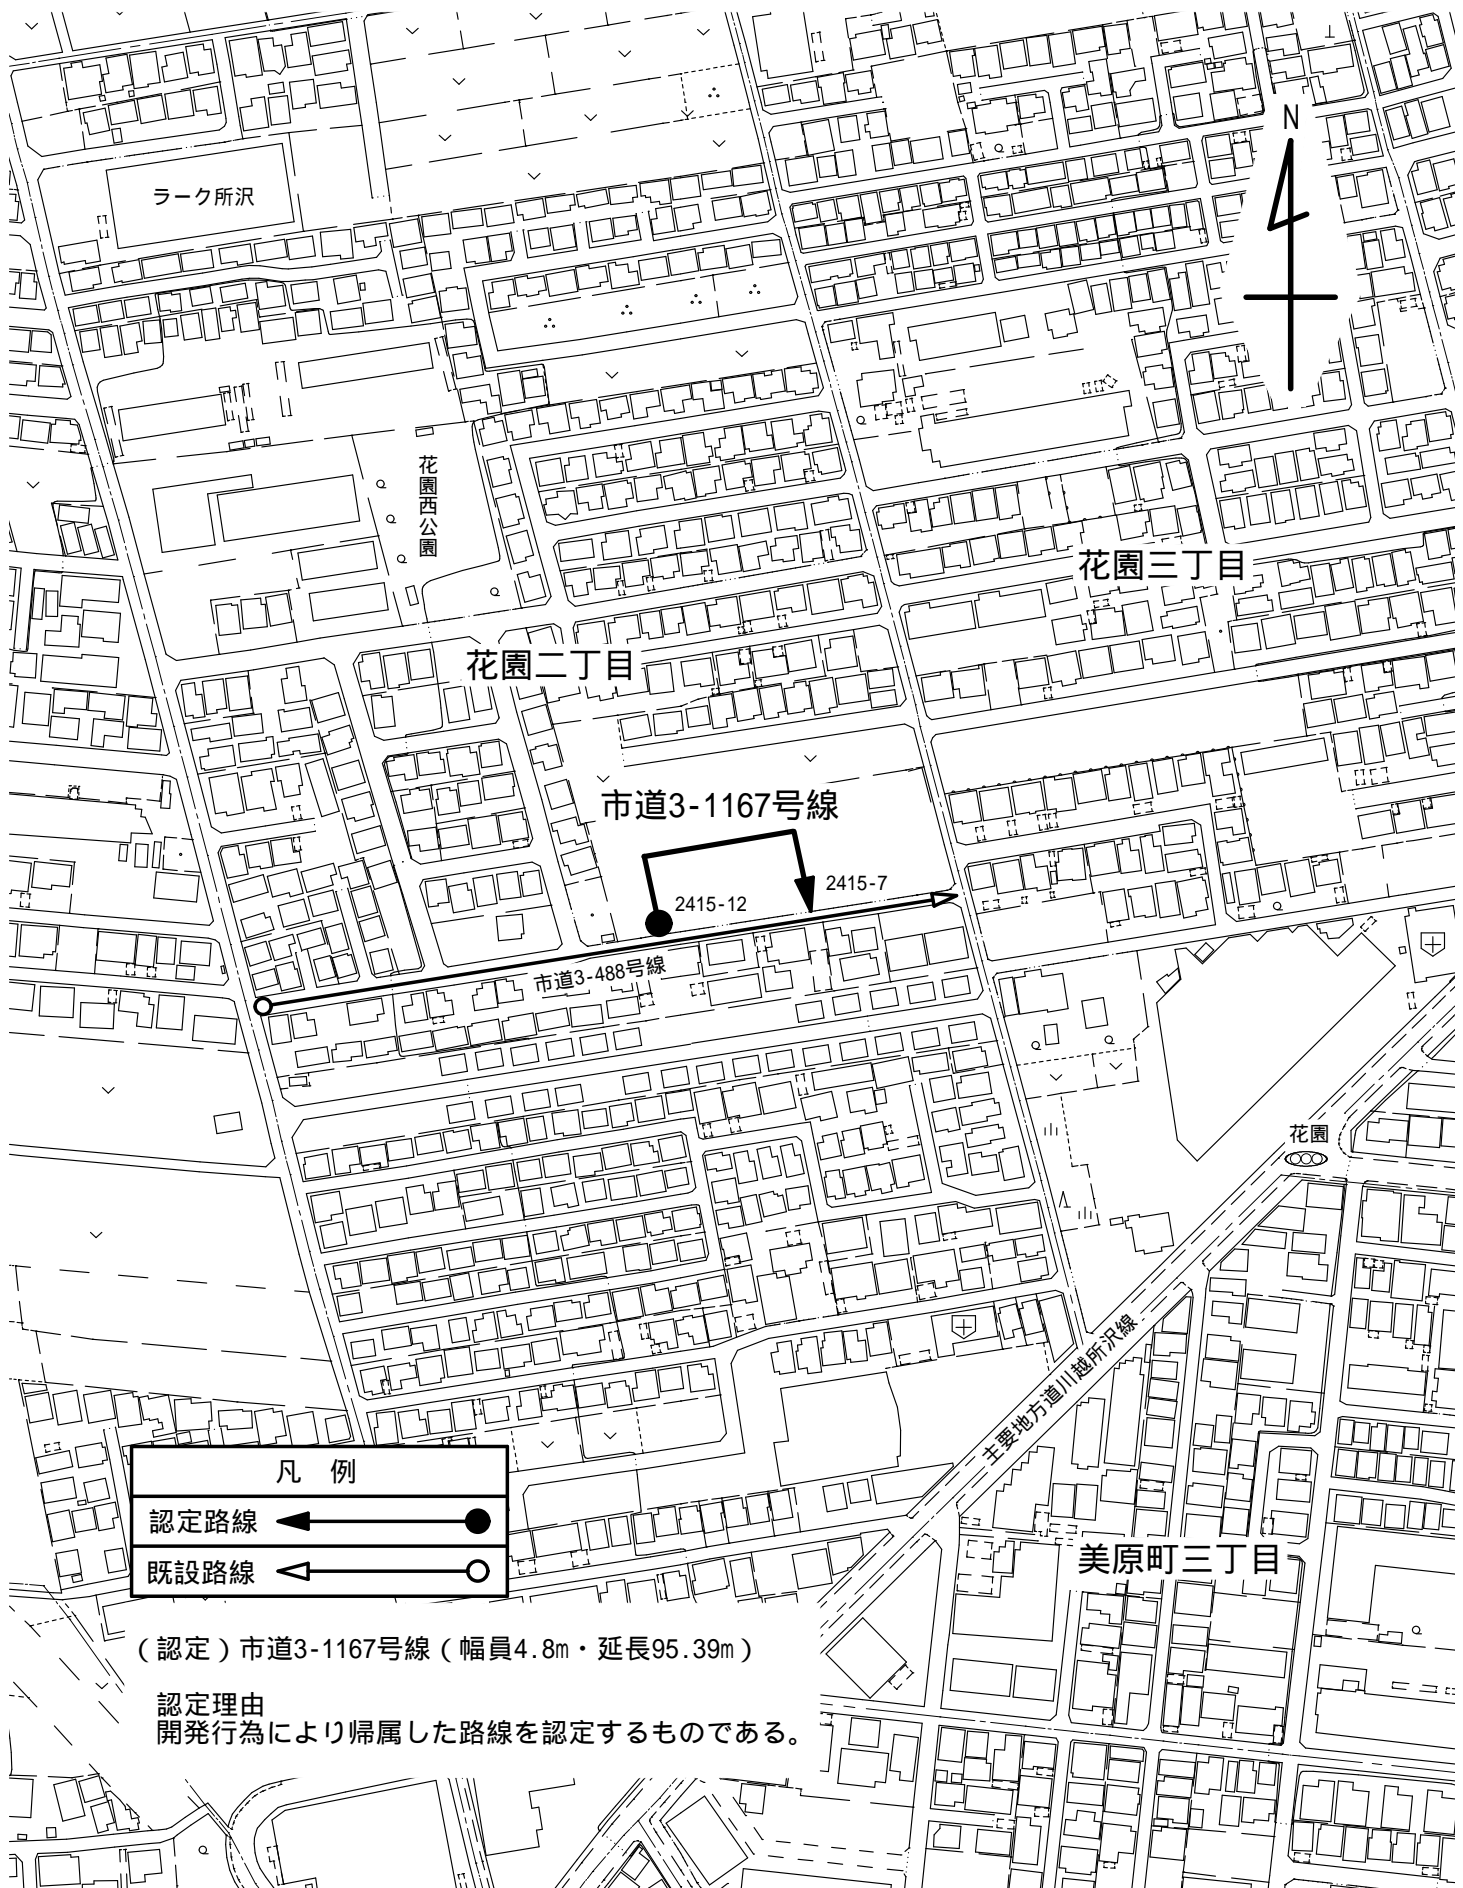 N
ラーク所沢
花園西公園
花園三丁目
花園二丁目
市道3-1167号線
2415-7
2415-12
市道3-488号線
花園
主要地方道川越所沢線
凡 例
認定路線
既設路線
美原町三丁目
（認定）市道3-1167号線（幅員4.8m・延長95.39m）
認定理由
開発行為により帰属した路線を認定するものである。